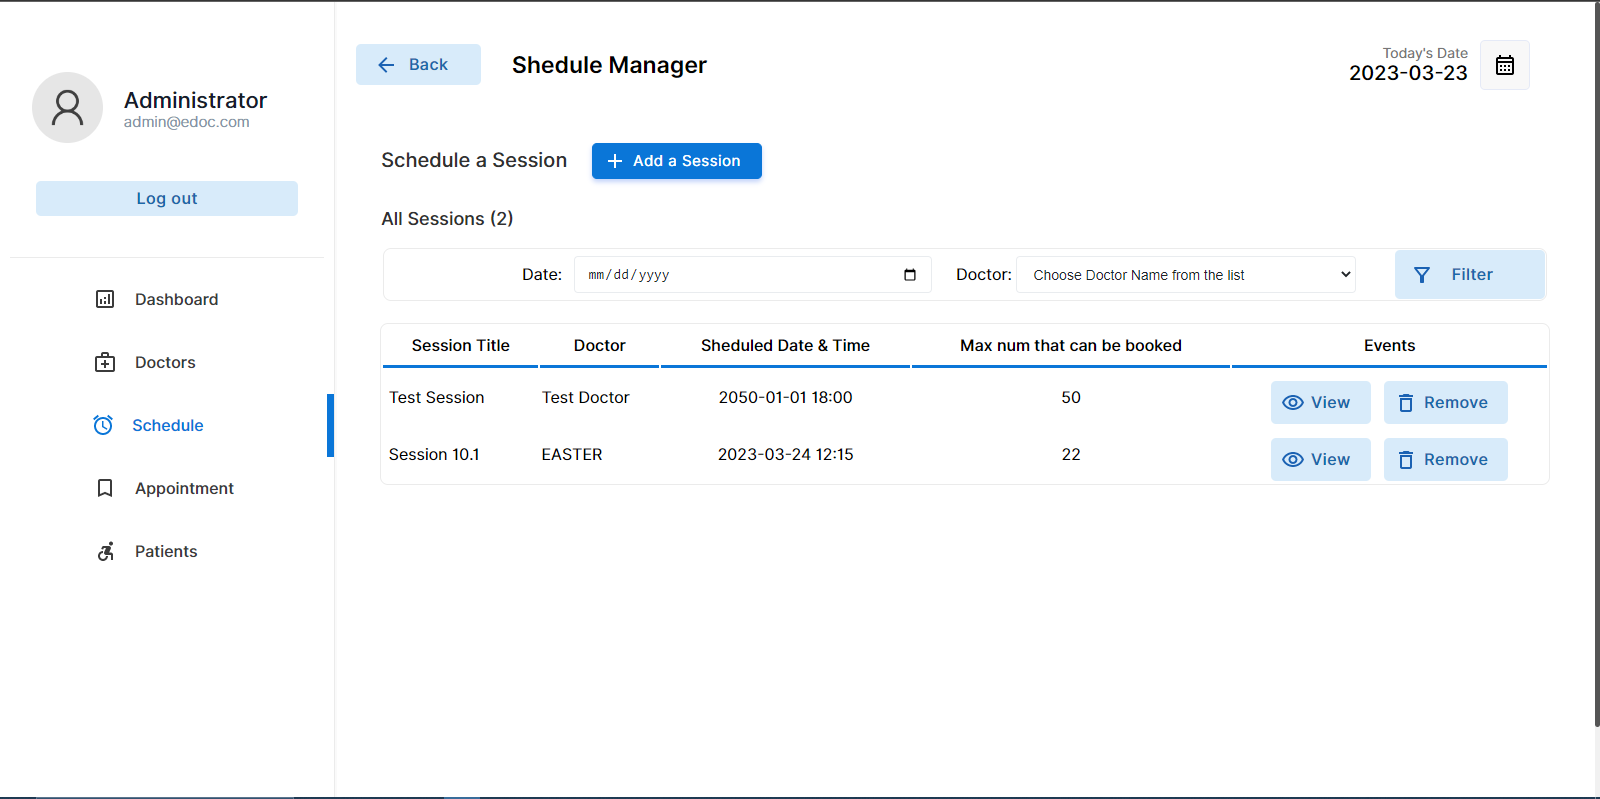 Administrator
admin@edoc.com
Log out
Dashboard
Doctors
Schedule
Appointment
Patients
Back
Shedule Manager
Today's Date
2023-03-23
Schedule a Session
Add a Session
All Sessions (2)
Date: mm/dd/yyyy Doctor: Choose Doctor Name from the list Filter
Session Title Doctor Sheduled Date & Time Max num that can be booked Events
Test Session Test Doctor 2050-01-01 18:00 50 View Remove
Session 10.1 EASTER 2023-03-24 12:15 22 View Remove